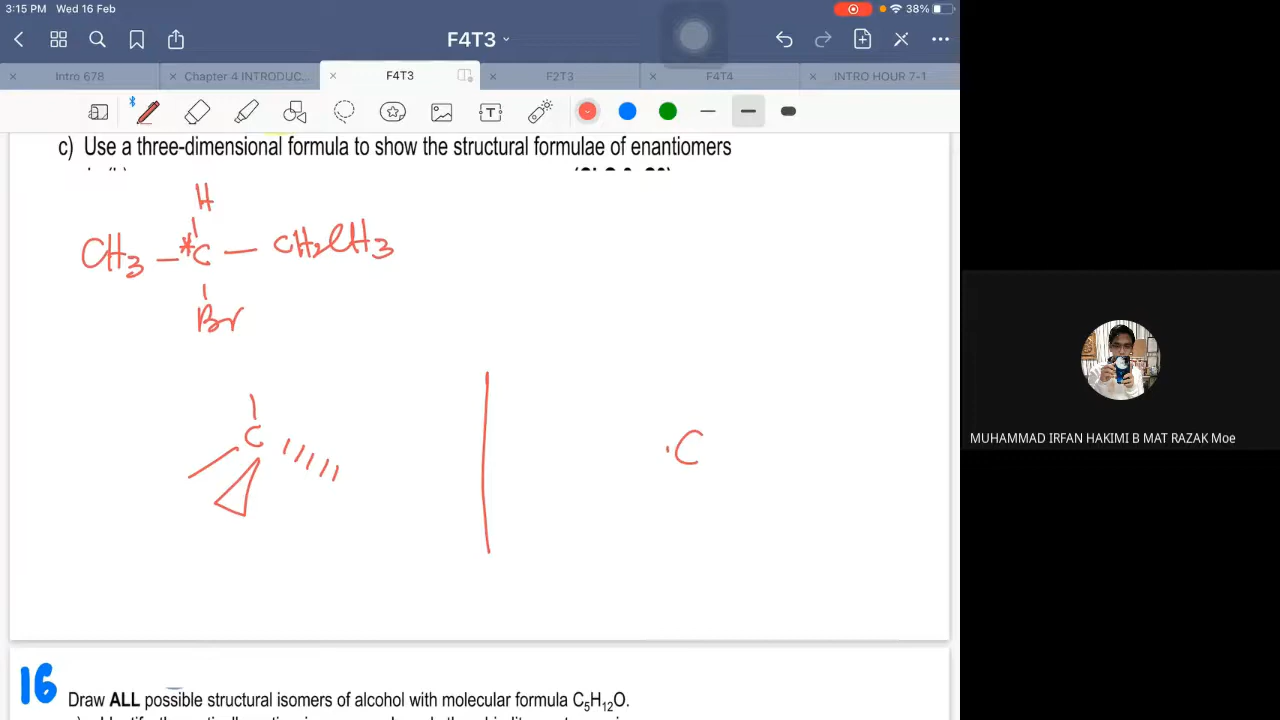 3:15 PM Wed 16 Feb
38%
F4T3
Intro 678
Chapter 4 INTRODUC...
F4T3
F2T3
F4T4
INTRO HOUR 7-1
c) Use a three-dimensional formula to show the structural formulae of enantiomers
H
CH3 – *C – CH2CH3
Br
C
C
MUHAMMAD IRFAN HAKIMI B MAT RAZAK Moe
16
Draw ALL possible structural isomers of alcohol with molecular formula C5H12O.